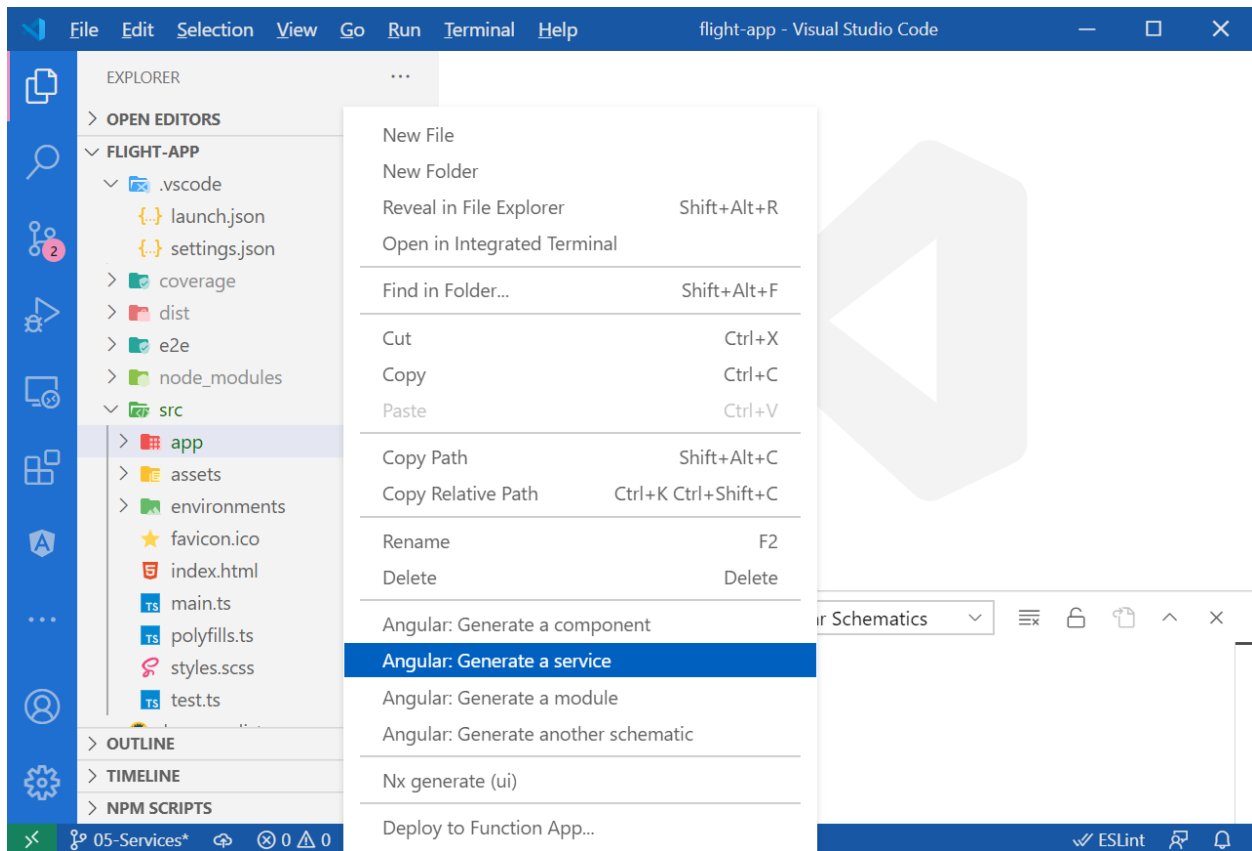 File Edit Selection View Go Run Terminal Help flight-app - Visual Studio Code
EXPLORER
OPEN EDITORS
FLIGHT-APP
.vscode
{..} launch.json
{..} settings.json
coverage
dist
e2e
node_modules
src
app
assets
environments
favicon.ico
index.html
TS main.ts
TS polyfills.ts
styles.scss
TS test.ts
OUTLINE
TIMELINE
NPM SCRIPTS
2
New File
New Folder
Reveal in File Explorer Shift+Alt+R
Open in Integrated Terminal
Find in Folder... Shift+Alt+F
Cut Ctrl+X
Copy Ctrl+C
Paste Ctrl+V
Copy Path Shift+Alt+C
Copy Relative Path Ctrl+K Ctrl+Shift+C
Rename F2
Delete Delete
Angular: Generate a component
Angular: Generate a service
Angular: Generate a module
Angular: Generate another schematic
Nx generate (ui)
Deploy to Function App...
Schematics
05-Services* 0 0 ESLint